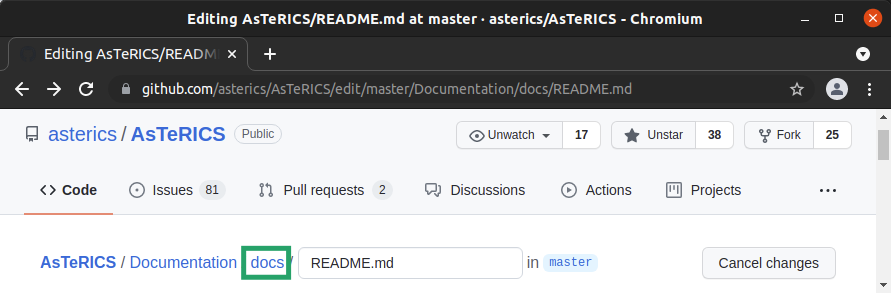 Editing AsTeRICS/README.md at master · asterics/AsTeRICS - Chromium
Editing AsTeRICS/READM
github.com/asterics/AsTeRICS/edit/master/Documentation/docs/README.md
asterics / AsTeRICS Public Unwatch 17 Unstar 38 Fork 25
Code Issues 81 Pull requests 2 Discussions Actions Projects ...
AsTeRICS / Documentation docs / README.md in master Cancel changes